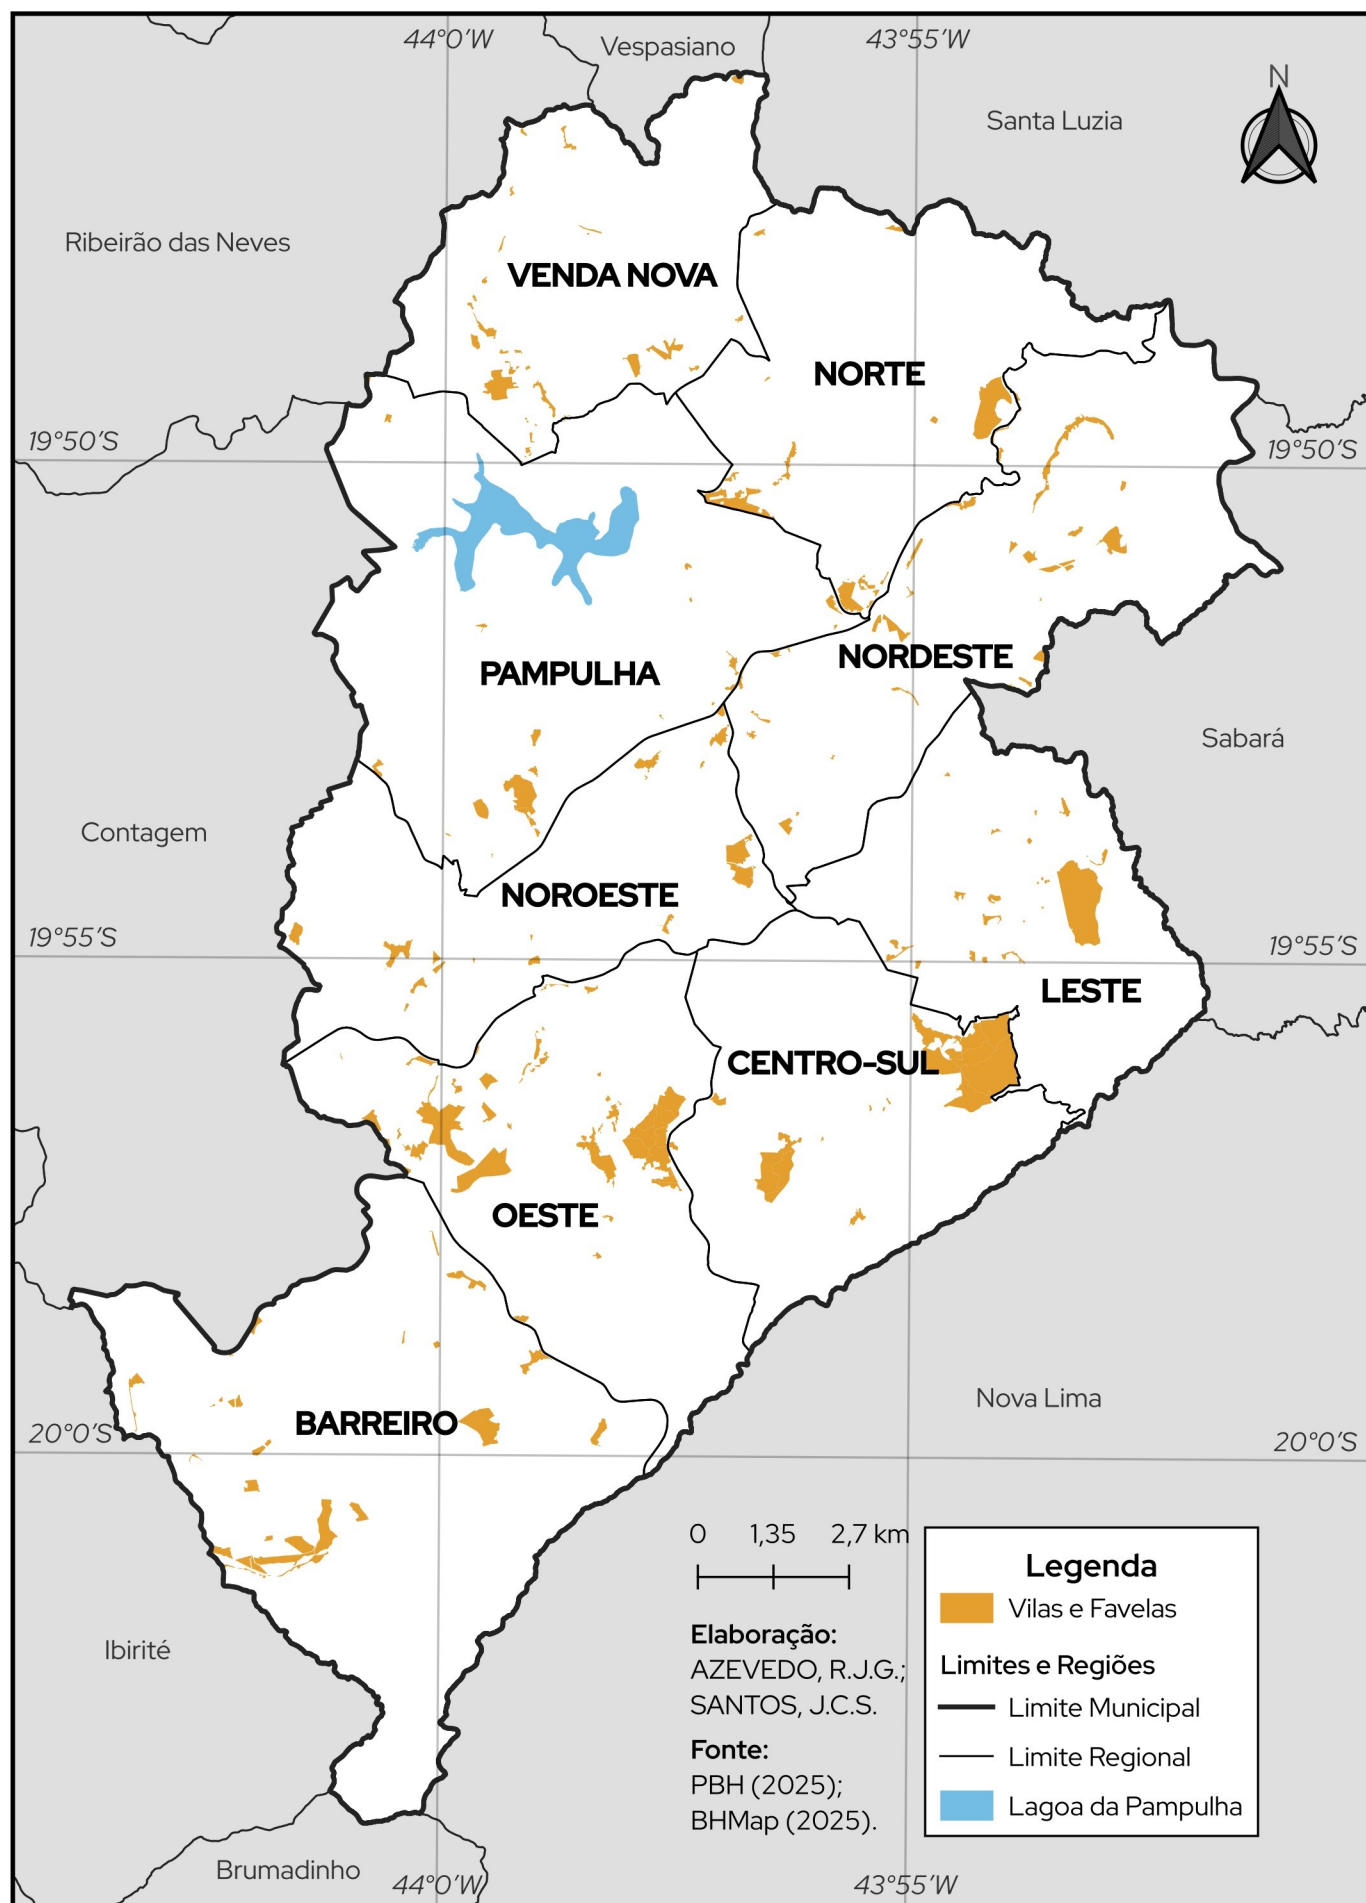 44°0'W
Vespasiano
43°55'W
N
Santa Luzia
Ribeirão das Neves
VENDA NOVA
NORTE
19°50'S
19°50'S
PAMPULHA
NORDESTE
Sabará
Contagem
NOROESTE
19°55'S
19°55'S
LESTE
CENTRO-SUL
OESTE
Nova Lima
BARREIRO
20°0'S
20°0'S
0 1,35 2,7 km
Elaboração:
AZEVEDO, R.J.G.;
SANTOS, J.C.S.
Fonte:
PBH (2025);
BHMap (2025).
Legenda
Vilas e Favelas
Limites e Regiões
Limite Municipal
Limite Regional
Lagoa da Pampulha
Ibirité
Brumadinho
44°0'W
43°55'W